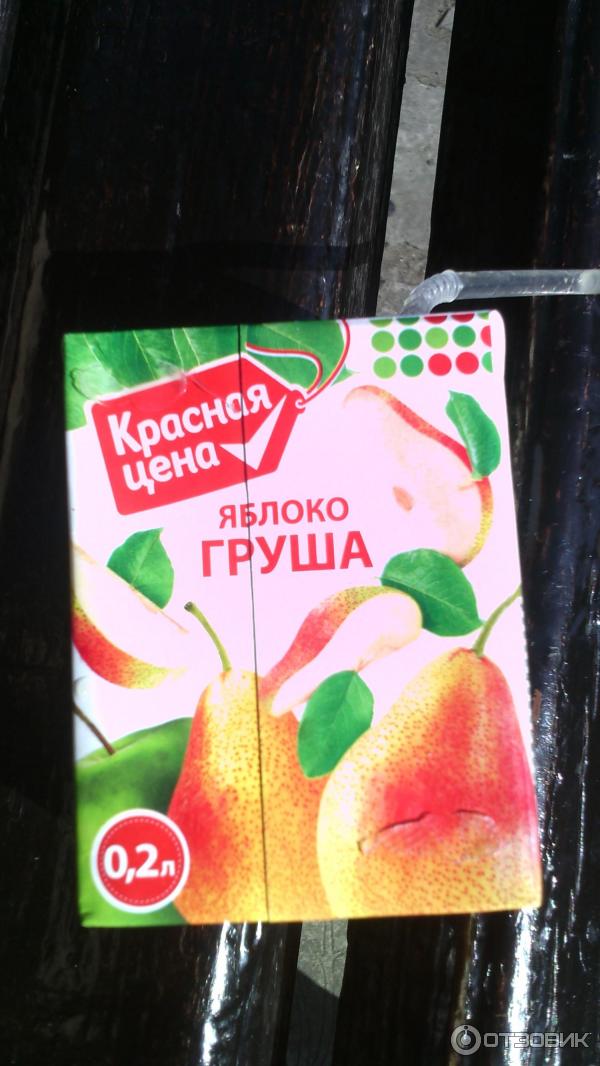 Красная
цена
ЯБЛОКО
ГРУША
0,2л
ОТЗОВИК